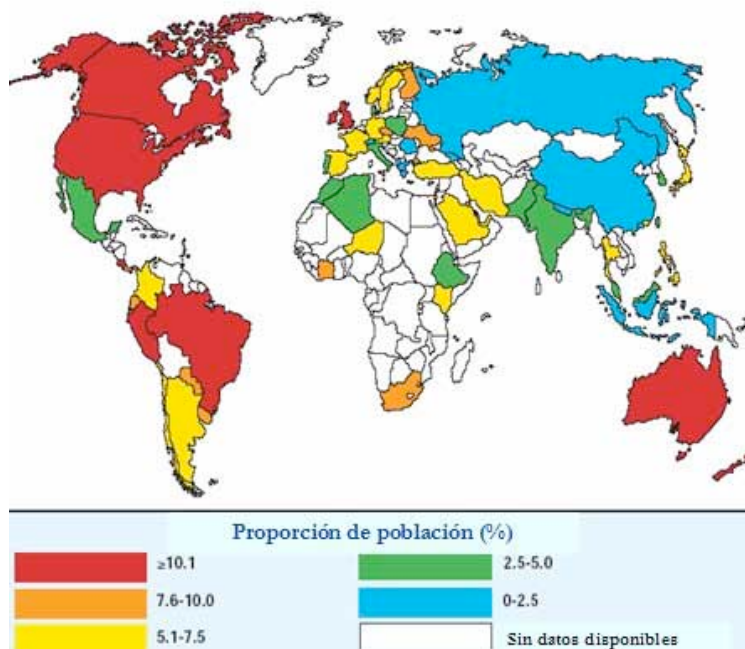 Proporción de población (%)
≥10.1
7.6-10.0
5.1-7.5
2.5-5.0
0-2.5
Sin datos disponibles